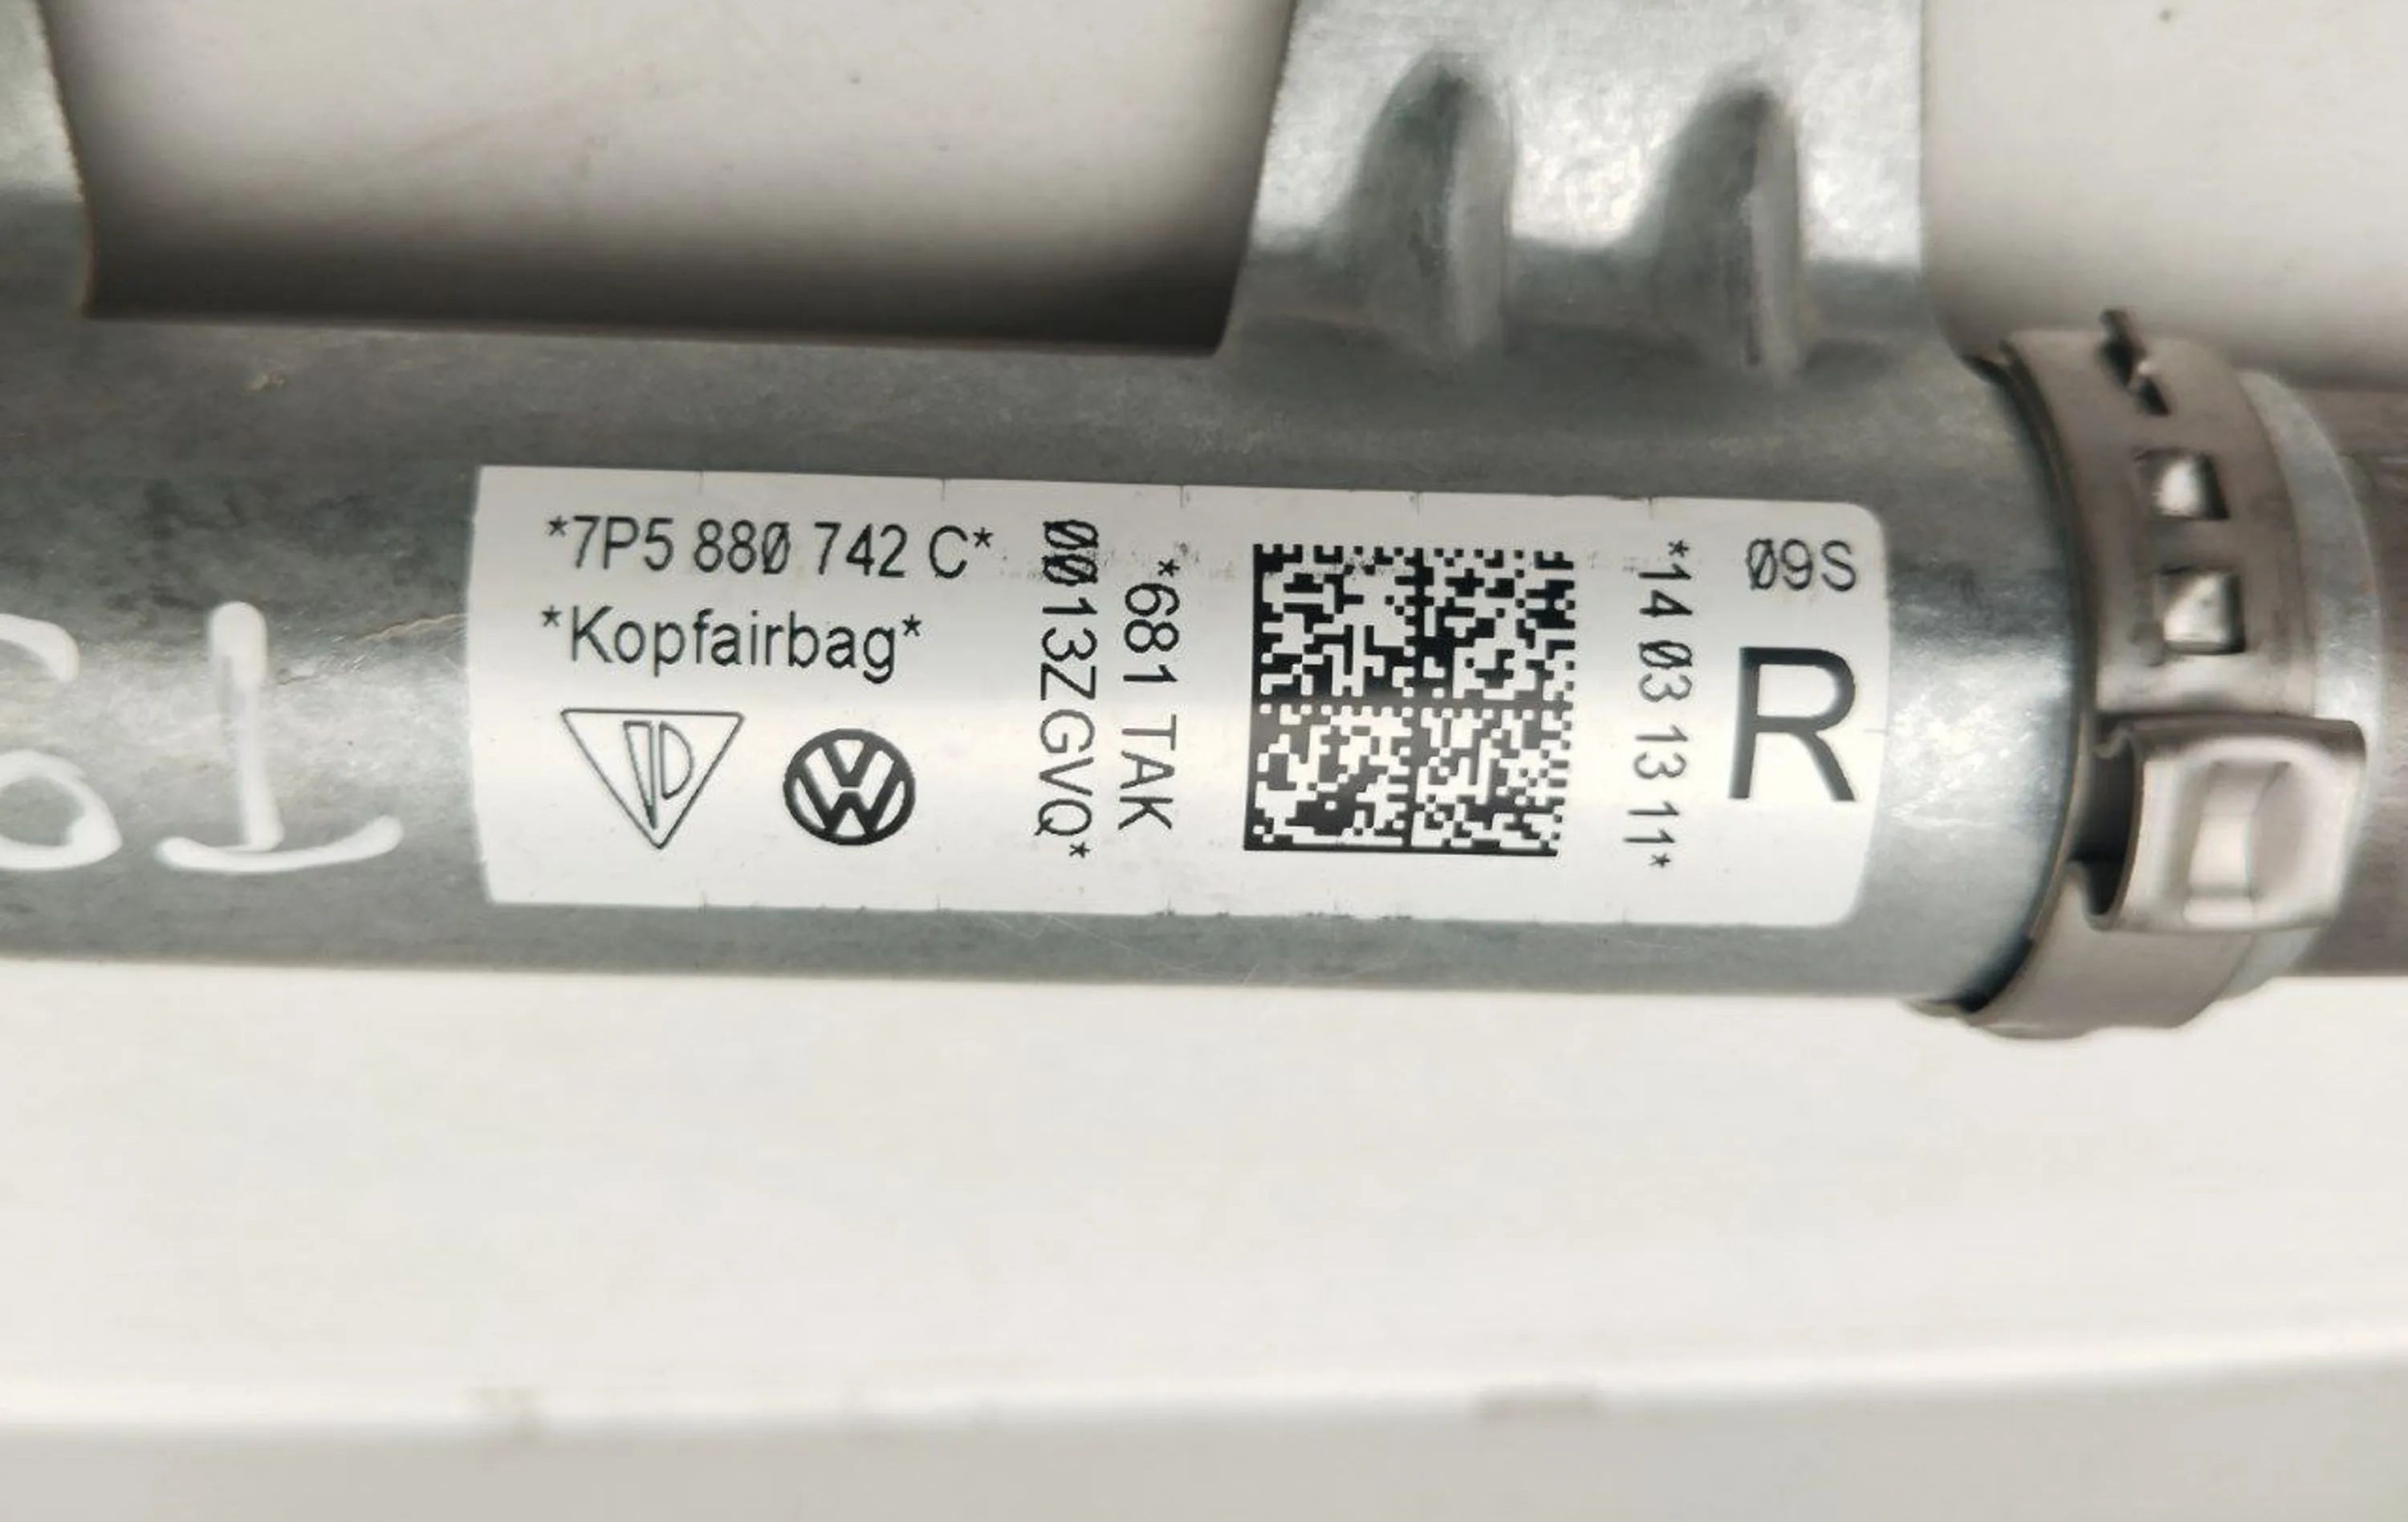 *7P5 880 742 C*
*Kopfairbag*
*681 TAK
0013ZGVQ*
*14 03 13 11*
09S
R